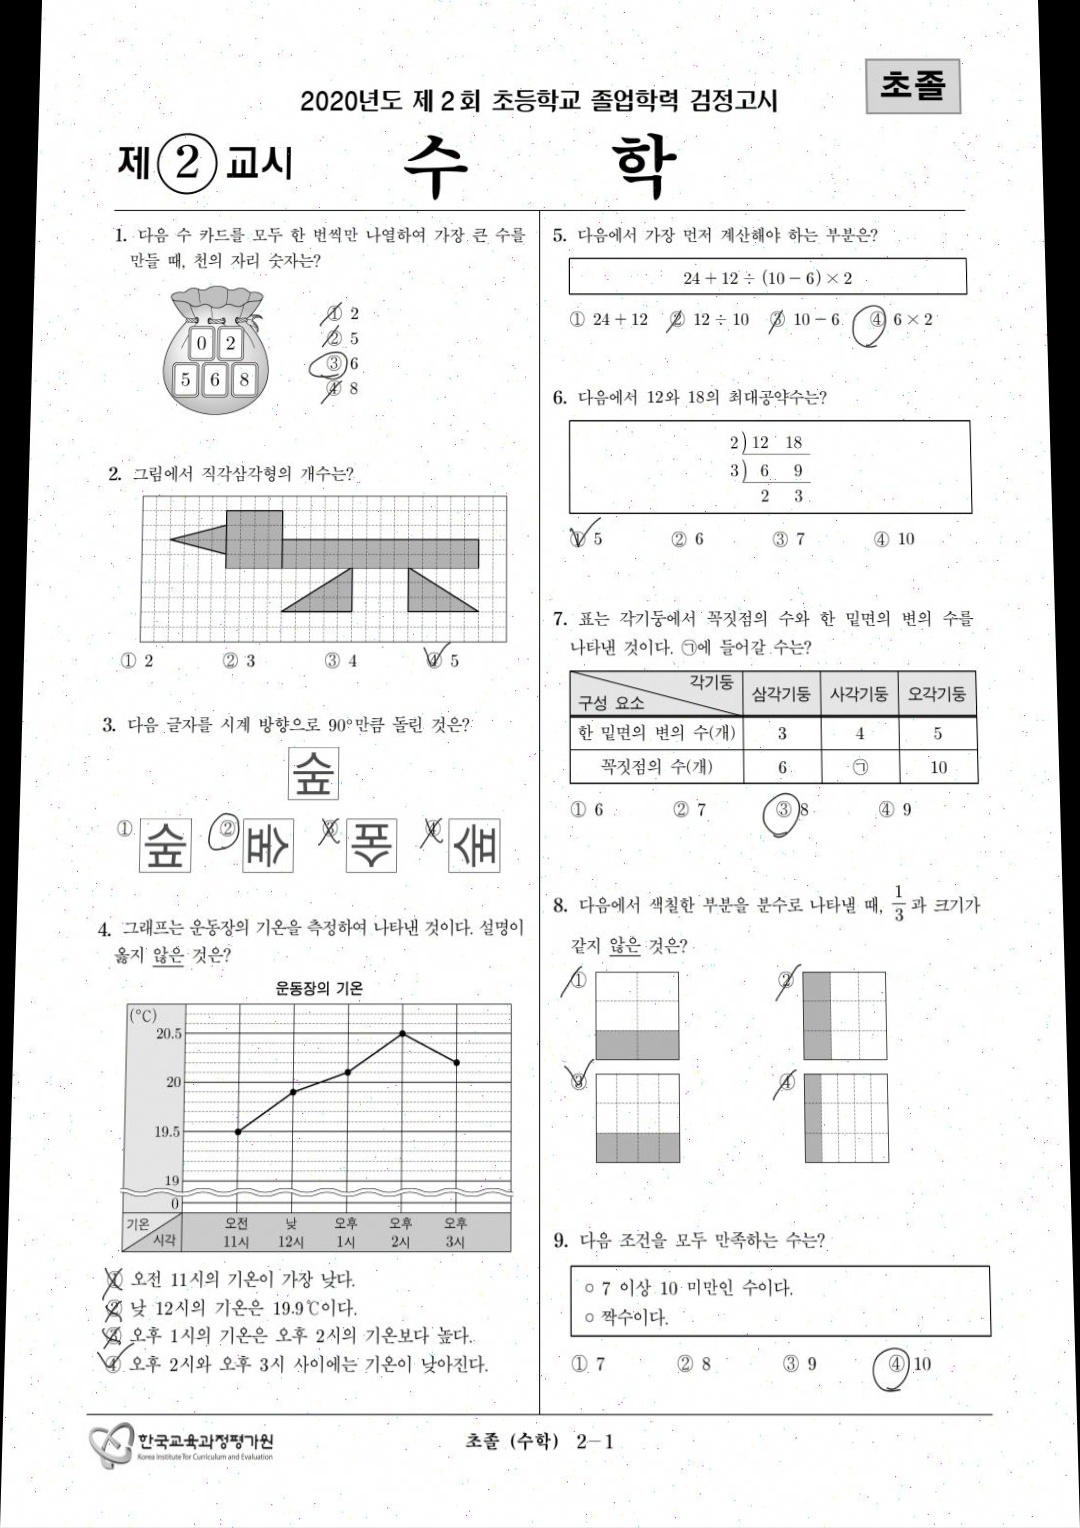 초졸
2020년도 제2회 초등학교 졸업학력 검정고시
제 2 교시 수 학
1. 다음 수 카드를 모두 한 번씩만 나열하여 가장 큰 수를
만들 때, 천의 자리 숫자는?
0 2
5 6 8
① 2
② 5
③ 6
④ 8
2. 그림에서 직각삼각형의 개수는?
① 2 ② 3 ③ 4 ④ 5
3. 다음 글자를 시계 방향으로 90°만큼 돌린 것은?
숲
① 숲 ② 숲 ③ 숲 ④ 숲
4. 그래프는 운동장의 기온을 측정하여 나타낸 것이다. 설명이
옳지 않은 것은?
운동장의 기온
(℃)
20.5
20
19.5
19
0
기온 시각 오전 11시 낮 12시 오후 1시 오후 2시 오후 3시
① 오전 11시의 기온이 가장 낮다.
② 낮 12시의 기온은 19.9℃이다.
③ 오후 1시의 기온은 오후 2시의 기온보다 높다.
④ 오후 2시와 오후 3시 사이에는 기온이 낮아진다.
5. 다음에서 가장 먼저 계산해야 하는 부분은?
24 + 12 ÷ (10 − 6) × 2
① 24 + 12 ② 12 ÷ 10 ③ 10 − 6 ④ 6 × 2
6. 다음에서 12와 18의 최대공약수는?
2) 12 18
3) 6 9
2 3
① 5 ② 6 ③ 7 ④ 10
7. 표는 각기둥에서 꼭짓점의 수와 한 밑면의 변의 수를
나타낸 것이다. ㉠에 들어갈 수는?
구성 요소 각기둥 삼각기둥 사각기둥 오각기둥
한 밑면의 변의 수(개) 3 4 5
꼭짓점의 수(개) 6 ㉠ 10
① 6 ② 7 ③ 8 ④ 9
8. 다음에서 색칠한 부분을 분수로 나타낼 때, 1/3 과 크기가
같지 않은 것은?
① ②
③ ④
9. 다음 조건을 모두 만족하는 수는?
○ 7 이상 10 미만인 수이다.
○ 짝수이다.
① 7 ② 8 ③ 9 ④ 10
한국교육과정평가원
Korea Institute for Curriculum and Evaluation
초졸 (수학) 2−1